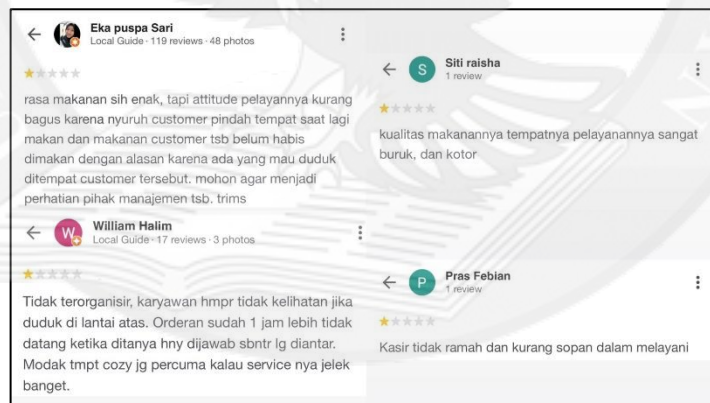 Eka puspa Sari
Local Guide · 119 reviews · 48 photos
rasa makanan sih enak, tapi attitude pelayannya kurang
bagus karena nyuruh customer pindah tempat saat lagi
makan dan makanan customer tsb belum habis
dimakan dengan alasan karena ada yang mau duduk
ditempat customer tersebut. mohon agar menjadi
perhatian pihak manajemen tsb. trims
William Halim
Local Guide · 17 reviews · 3 photos
Tidak terorganisir, karyawan hmpr tidak kelihatan jika
duduk di lantai atas. Orderan sudah 1 jam lebih tidak
datang ketika ditanya hny dijawab sbntr lg diantar.
Modak tmpt cozy jg percuma kalau service nya jelek
banget.
S
Siti raisha
1 review
kualitas makanannya tempatnya pelayanannya sangat
buruk, dan kotor
P
Pras Febian
1 review
Kasir tidak ramah dan kurang sopan dalam melayani